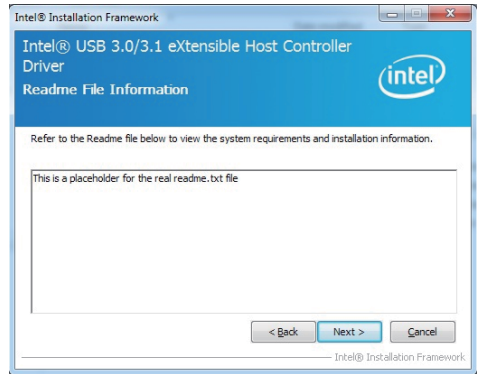 Intel® Installation Framework
Intel® USB 3.0/3.1 eXtensible Host Controller
Driver
Readme File Information
intel
Refer to the Readme file below to view the system requirements and installation information.
This is a placeholder for the real readme.txt file
< Back
Next >
Cancel
Intel® Installation Framework